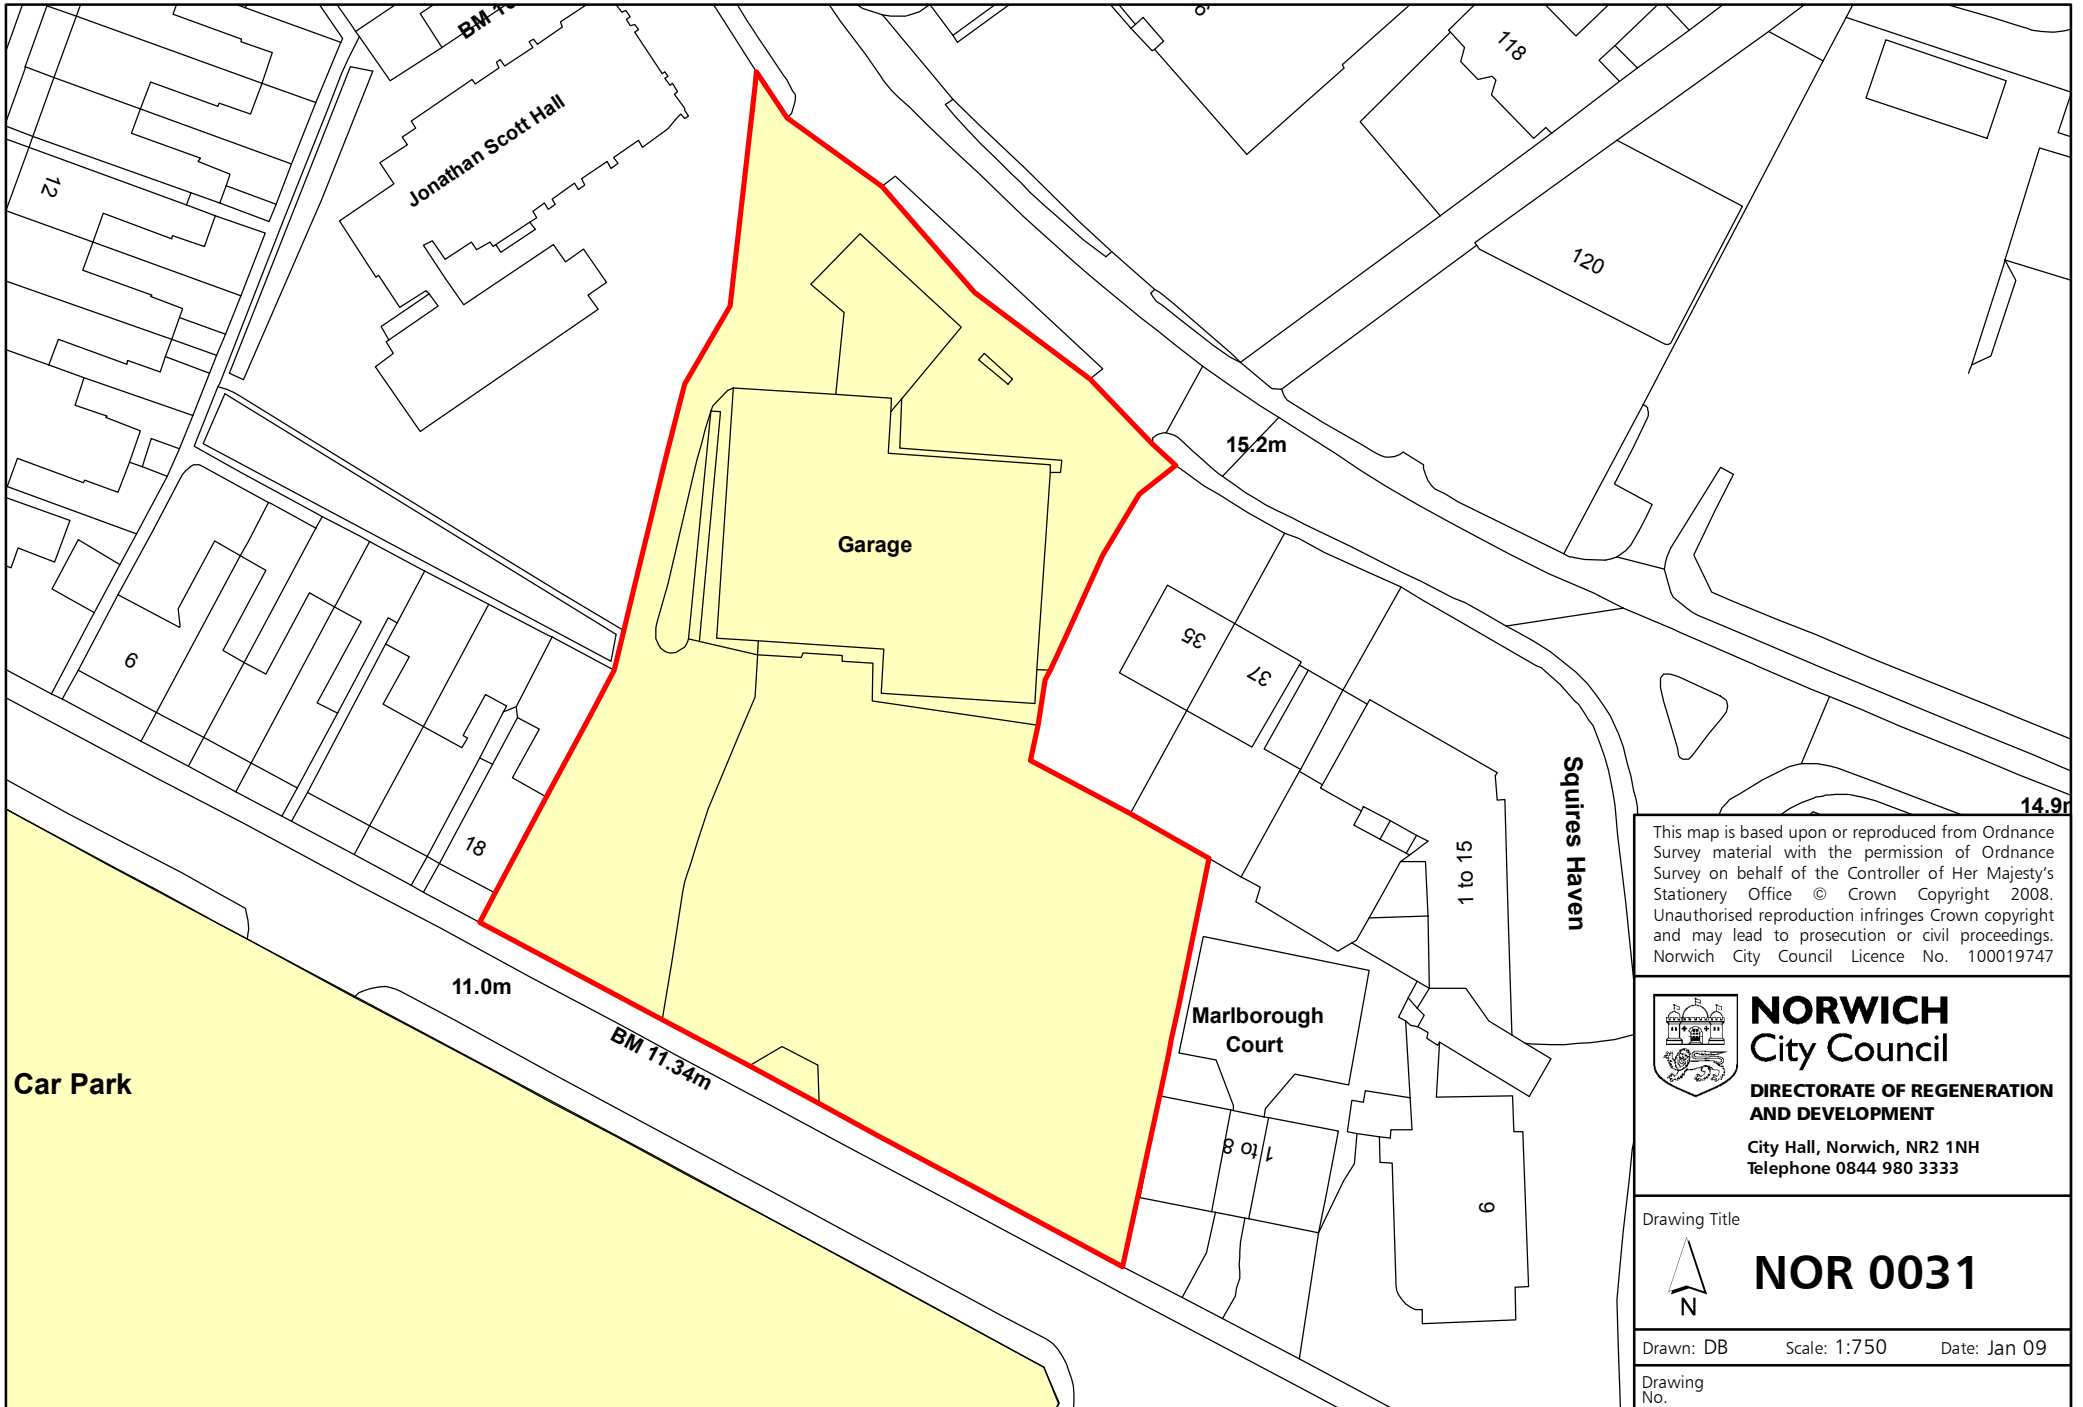 BM
Jonathan Scott Hall
118
12
120
15.2m
Garage
35
37
9
18
Squires Haven
1 to 15
14.9m
11.0m
BM 11.34m
Marlborough
Court
1 to 8
9
Car Park
This map is based upon or reproduced from Ordnance
Survey material with the permission of Ordnance
Survey on behalf of the Controller of Her Majesty's
Stationery Office © Crown Copyright 2008.
Unauthorised reproduction infringes Crown copyright
and may lead to prosecution or civil proceedings.
Norwich City Council Licence No. 100019747
NORWICH
City Council
DIRECTORATE OF REGENERATION
AND DEVELOPMENT
City Hall, Norwich, NR2 1NH
Telephone 0844 980 3333
Drawing Title
N
NOR 0031
Drawn: DB Scale: 1:750 Date: Jan 09
Drawing
No.